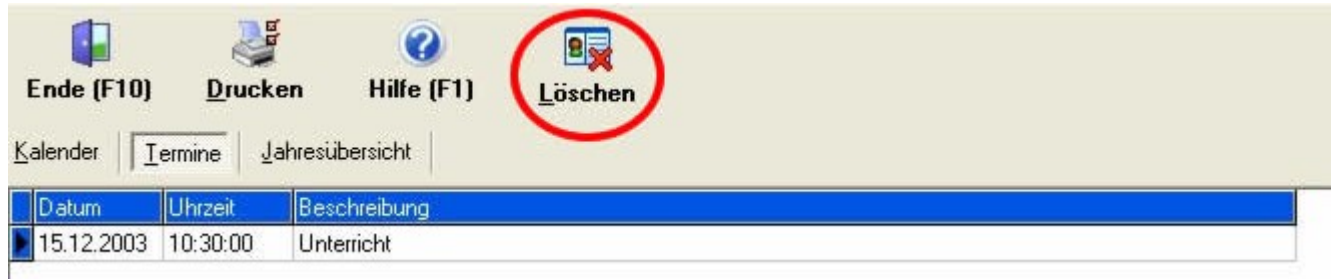 Ende (F10) Drucken Hilfe (F1) Löschen
Kalender Termine Jahresübersicht
Datum Uhrzeit Beschreibung
15.12.2003 10:30:00 Unterricht